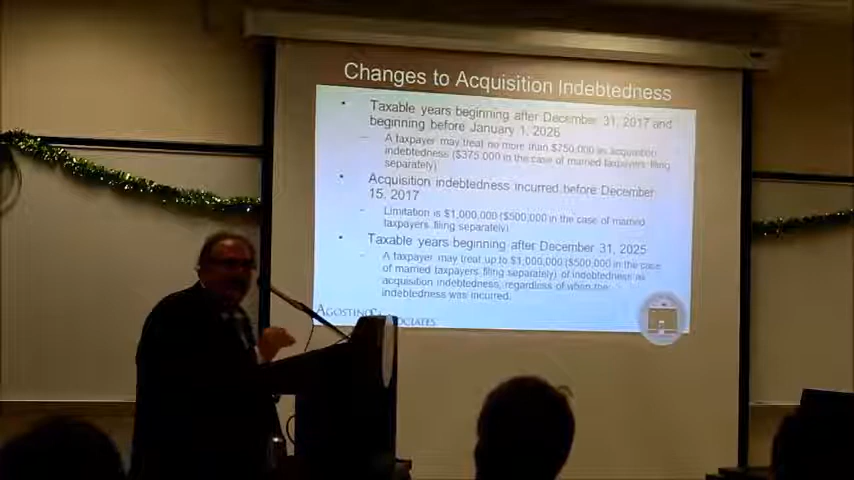 Changes to Acquisition Indebtedness
• Taxable years beginning after December 31, 2017 and
beginning before January 1, 2026
– A taxpayer may treat no more than $750,000 as acquisition
indebtedness ($375,000 in the case of married taxpayers filing
separately)
• Acquisition indebtedness incurred before December
15, 2017
– Limitation is $1,000,000 ($500,000 in the case of married
taxpayers filing separately)
• Taxable years beginning after December 31, 2025
– A taxpayer may treat up to $1,000,000 ($500,000 in the case
of married taxpayers filing separately) of indebtedness as
acquisition indebtedness, regardless of when the
indebtedness was incurred.
AGOSTINO